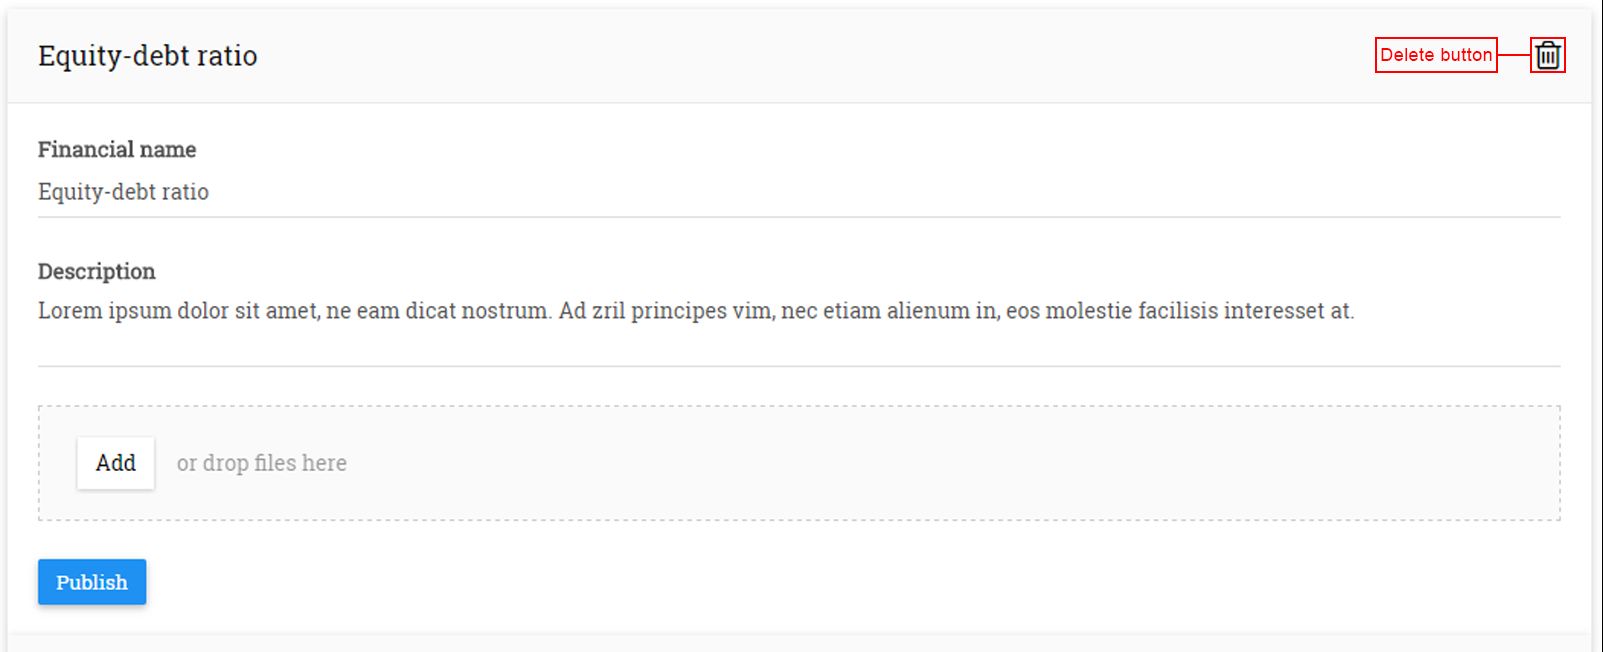 Equity-debt ratio
Delete button
Financial name
Equity-debt ratio
Description
Lorem ipsum dolor sit amet, ne eam dicat nostrum. Ad zril principes vim, nec etiam alienum in, eos molestie facilisis interesset at.
Add or drop files here
Publish